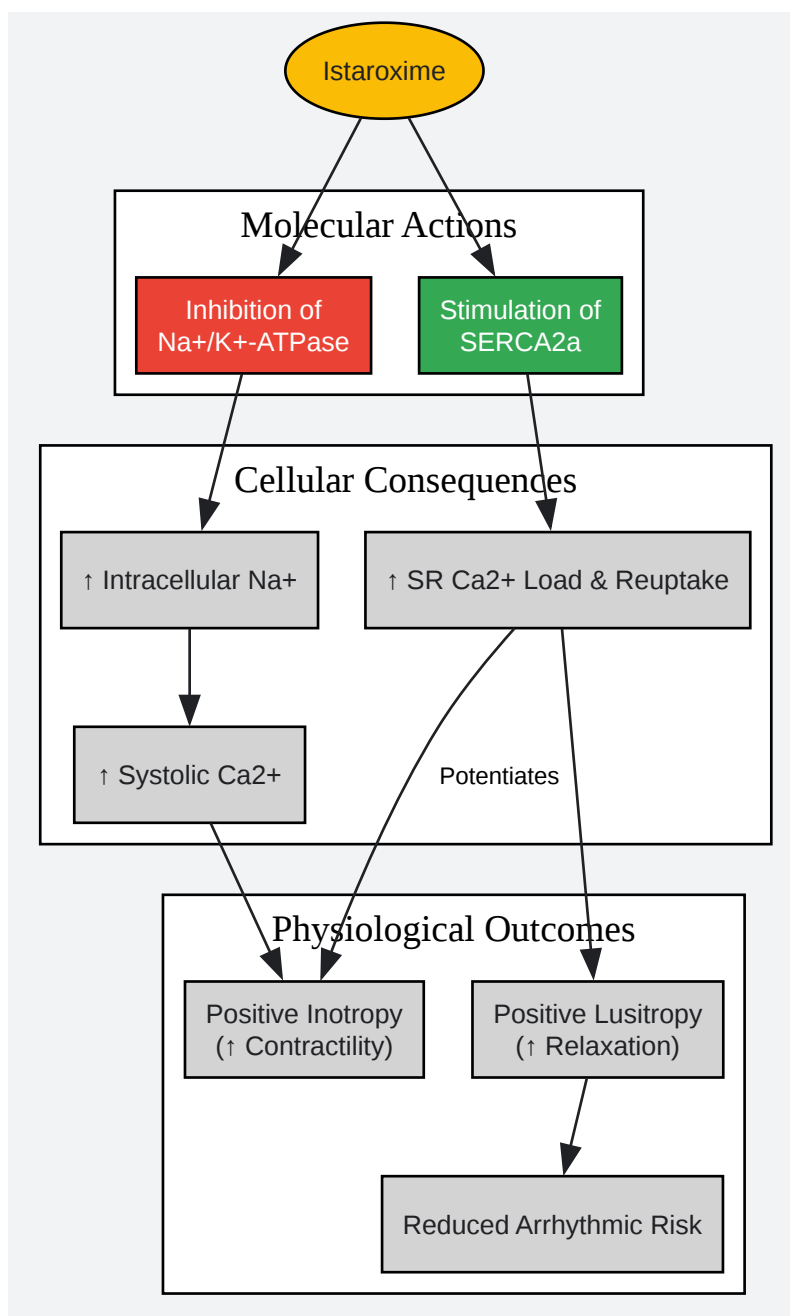 Istaroxime
Molecular Actions
Inhibition of
Na+/K+-ATPase
Stimulation of
SERCA2a
Cellular Consequences
↑ Intracellular Na+
↑ SR Ca2+ Load & Reuptake
↑ Systolic Ca2+
Potentiates
Physiological Outcomes
Positive Inotropy
(↑ Contractility)
Positive Lusitropy
(↑ Relaxation)
Reduced Arrhythmic Risk